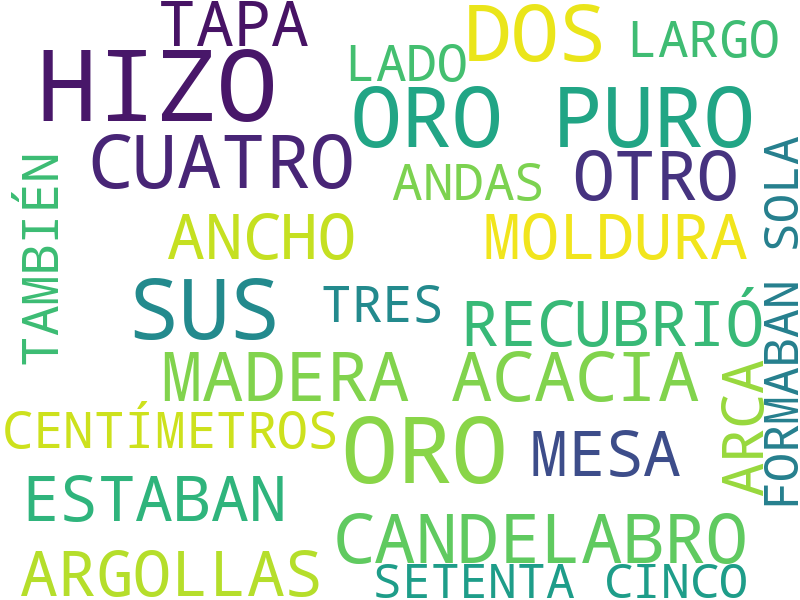 TAPA
DOS
LARGO
LADO
HIZO
ORO PURO
CUATRO
OTRO
ANDAS
SOLA
TAMBIÉN
ANCHO
MOLDURA
SUS
TRES
RECUBRIÓ
FORMABAN
MADERA ACACIA
ARCA
CENTÍMETROS
ORO
MESA
ESTABAN
CANDELABRO
ARGOLLAS
SETENTA CINCO